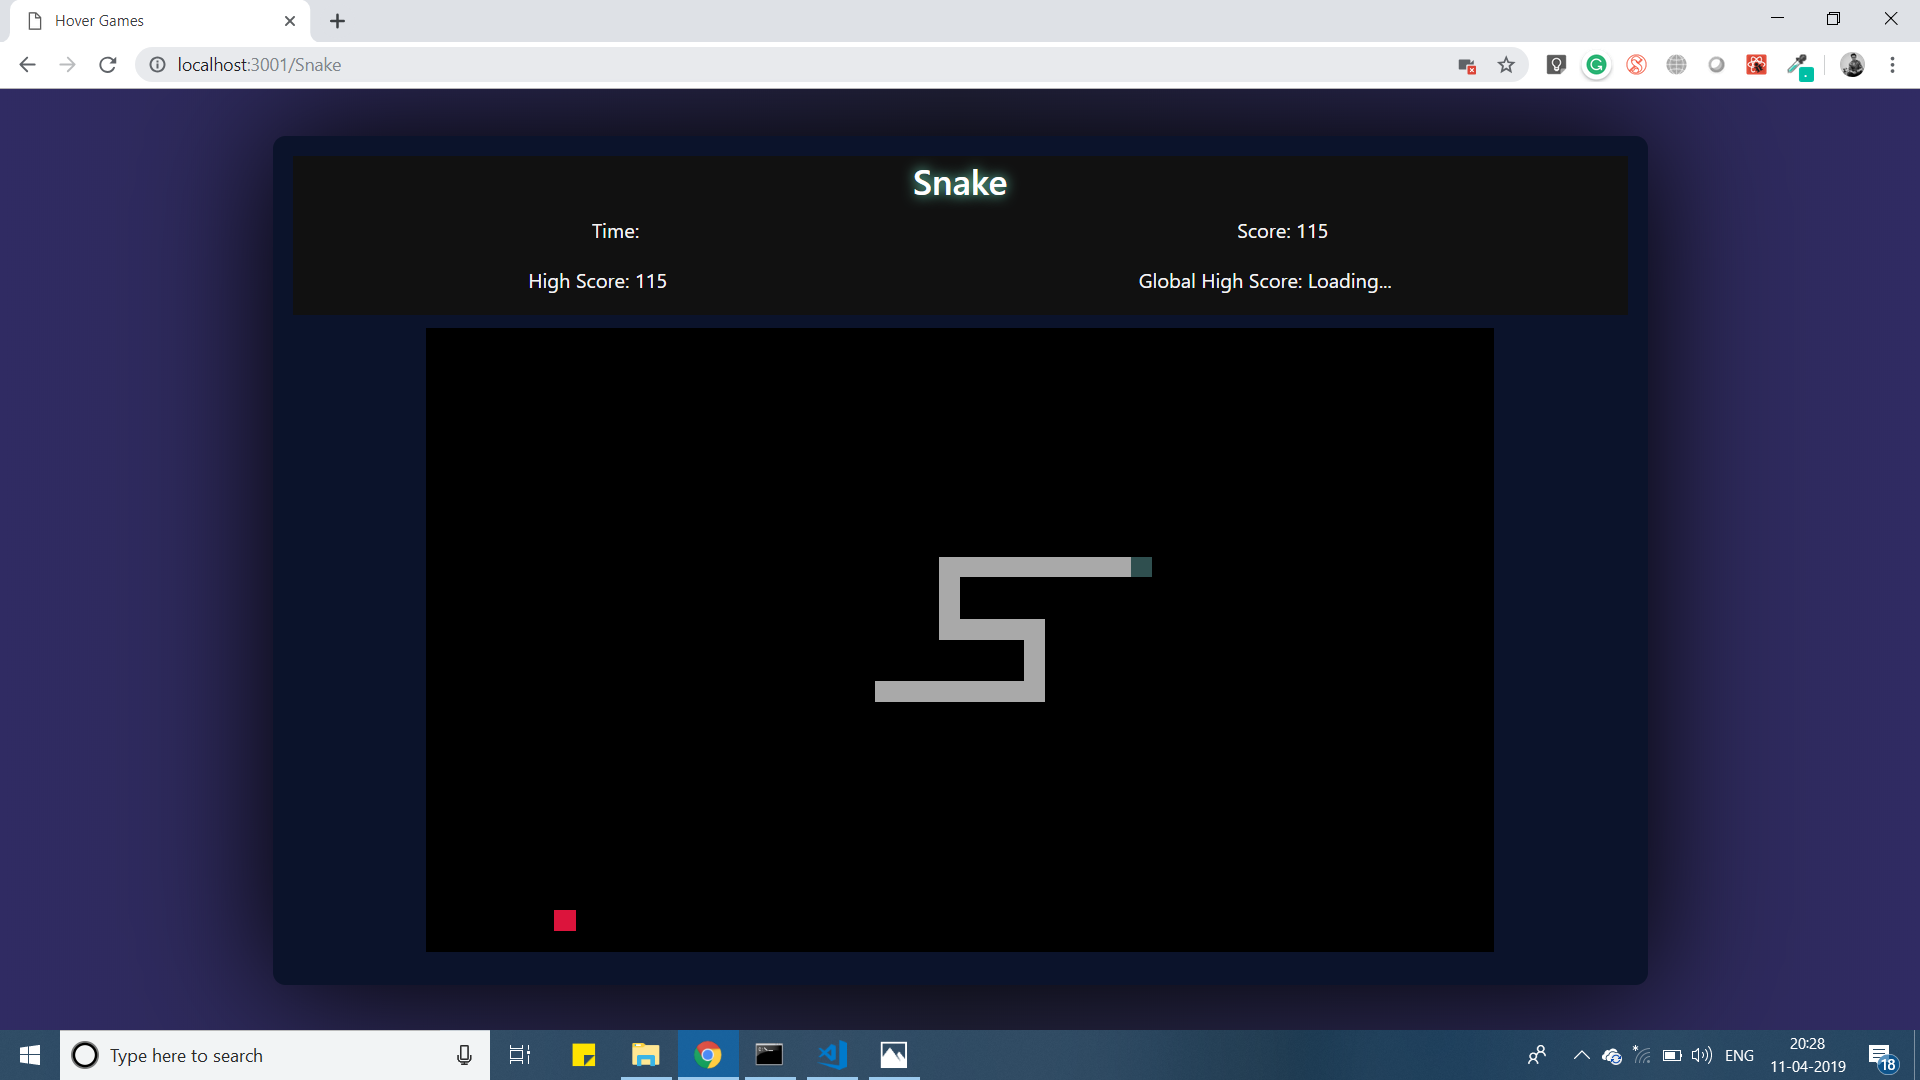 Hover Games
localhost:3001/Snake
Snake
Time:
Score: 115
High Score: 115
Global High Score: Loading...
Type here to search
ENG
20:28
11-04-2019
18